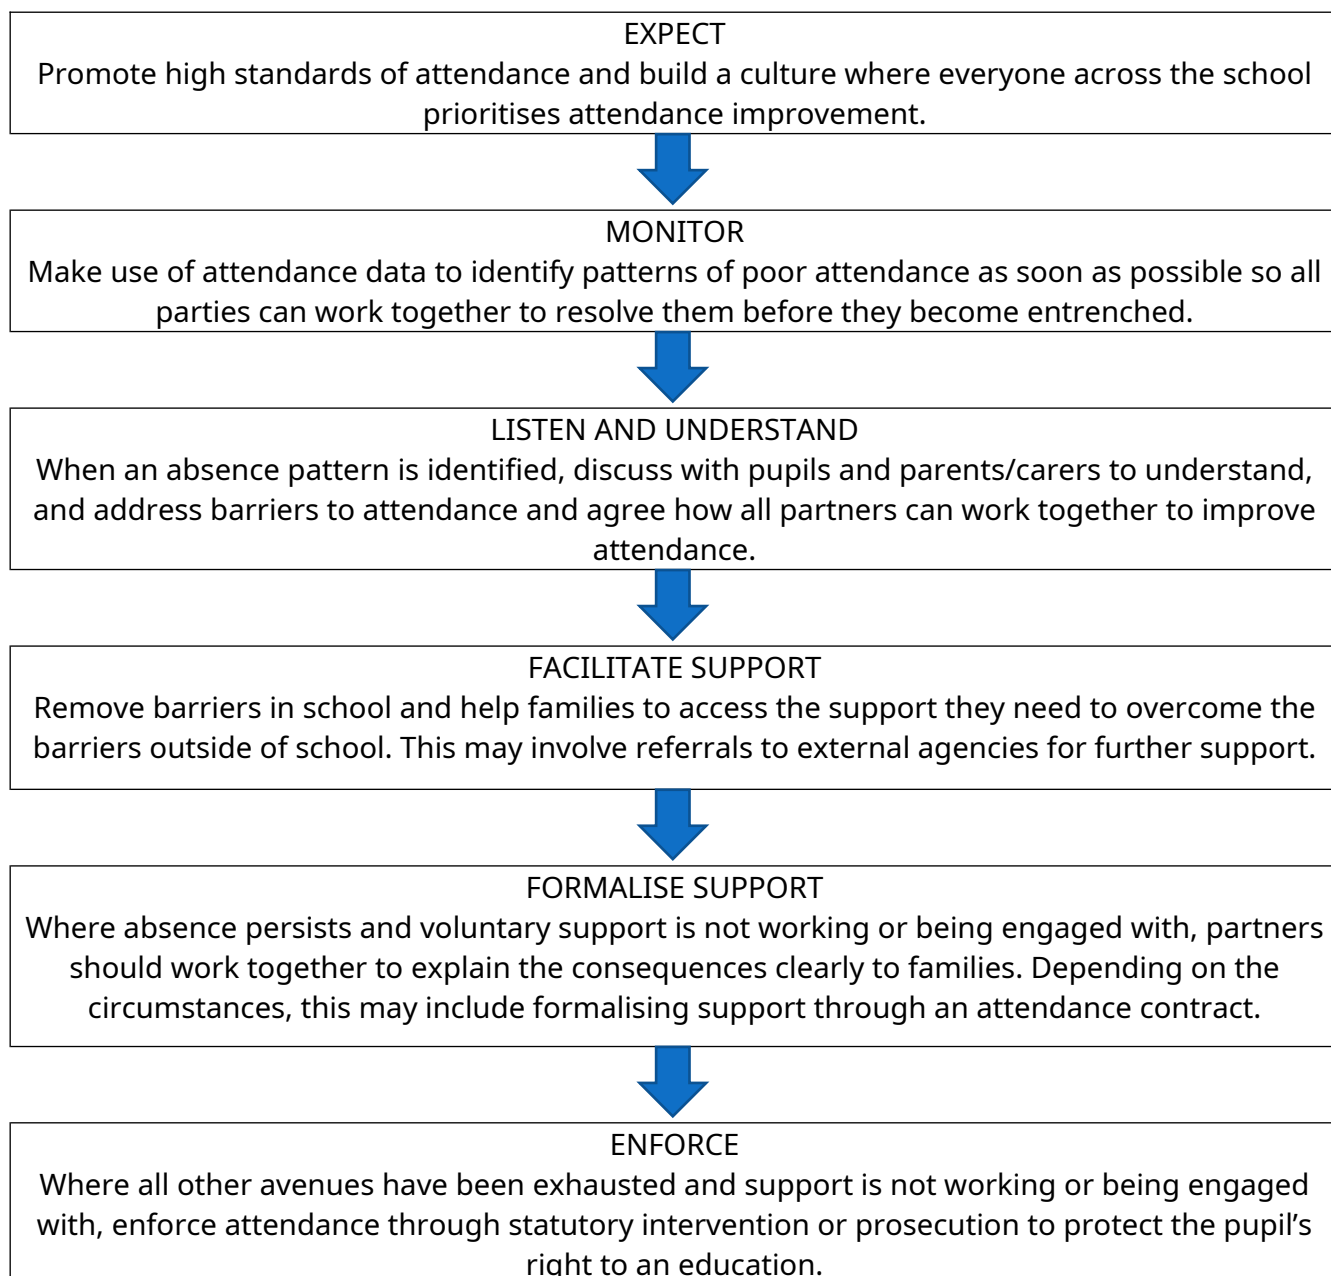 EXPECT
Promote high standards of attendance and build a culture where everyone across the school
prioritises attendance improvement.
MONITOR
Make use of attendance data to identify patterns of poor attendance as soon as possible so all
parties can work together to resolve them before they become entrenched.
LISTEN AND UNDERSTAND
When an absence pattern is identified, discuss with pupils and parents/carers to understand,
and address barriers to attendance and agree how all partners can work together to improve
attendance.
FACILITATE SUPPORT
Remove barriers in school and help families to access the support they need to overcome the
barriers outside of school. This may involve referrals to external agencies for further support.
FORMALISE SUPPORT
Where absence persists and voluntary support is not working or being engaged with, partners
should work together to explain the consequences clearly to families. Depending on the
circumstances, this may include formalising support through an attendance contract.
ENFORCE
Where all other avenues have been exhausted and support is not working or being engaged
with, enforce attendance through statutory intervention or prosecution to protect the pupil’s
right to an education.